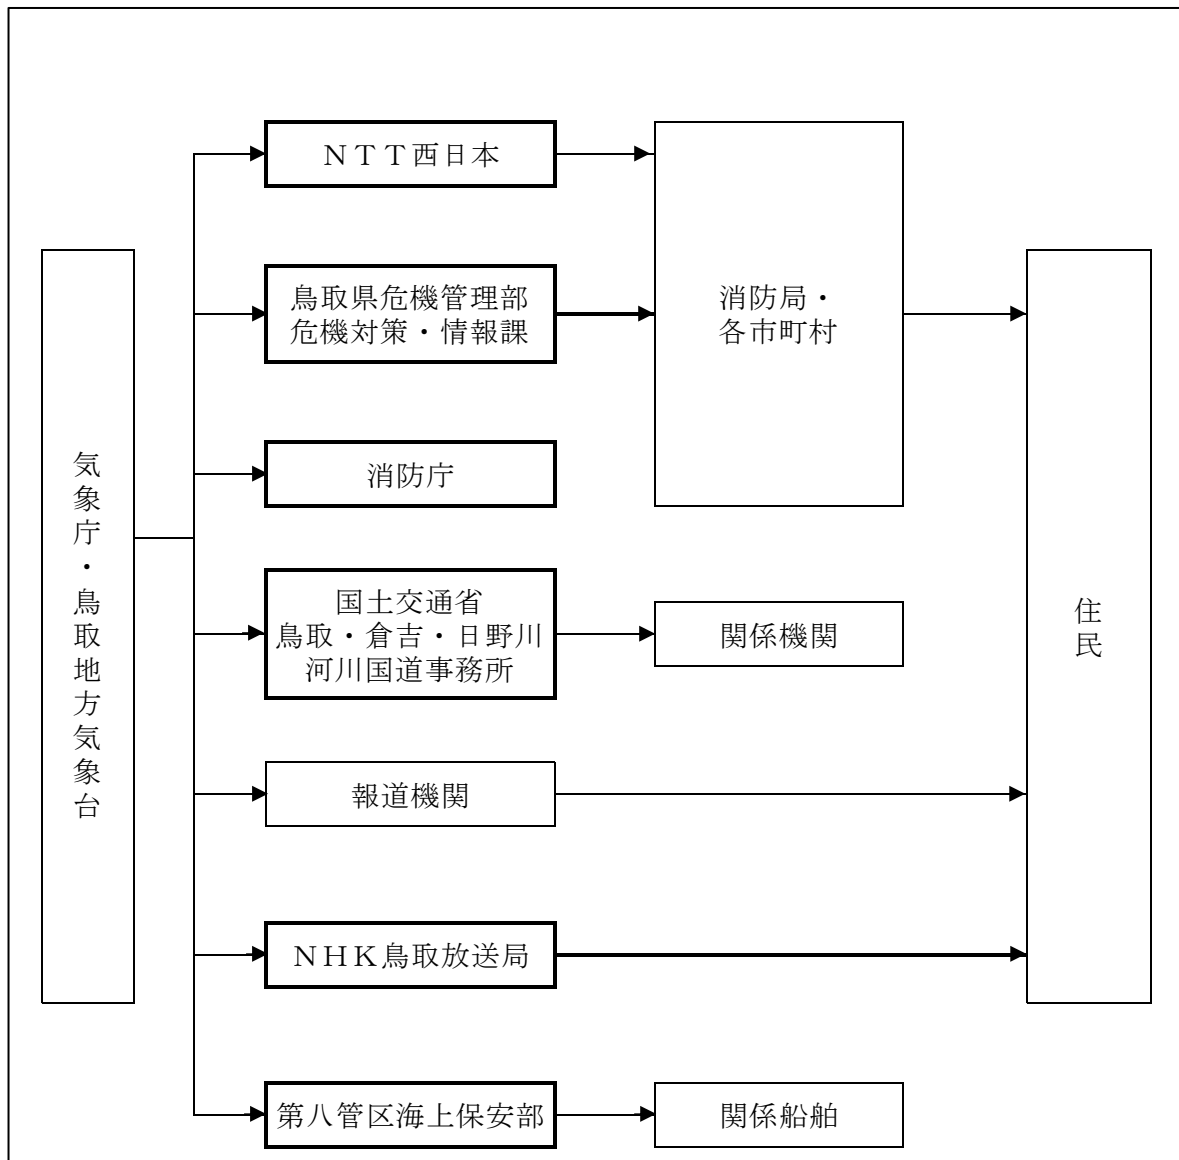 気象庁・鳥取地方気象台
ＮＴＴ西日本
鳥取県危機管理部
危機対策・情報課
消防庁
国土交通省
鳥取・倉吉・日野川
河川国道事務所
報道機関
ＮＨＫ鳥取放送局
第八管区海上保安部
消防局・
各市町村
関係機関
関係船舶
住民